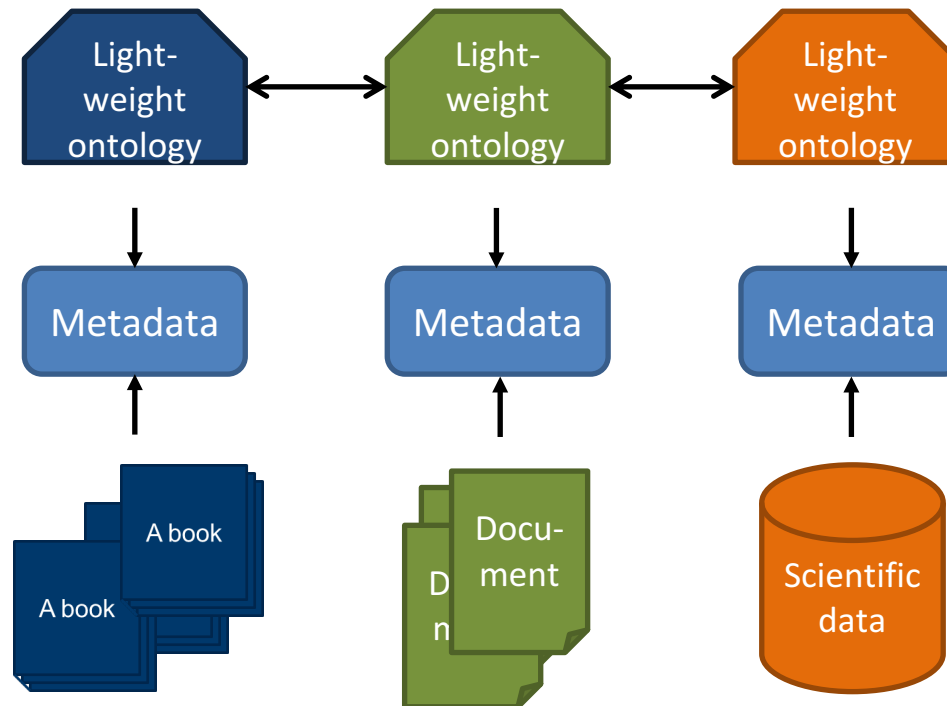 Light-
weight
ontology
Light-
weight
ontology
Light-
weight
ontology
Metadata
Metadata
Metadata
A book
A book
Docu-
ment
D
m
Scientific
data